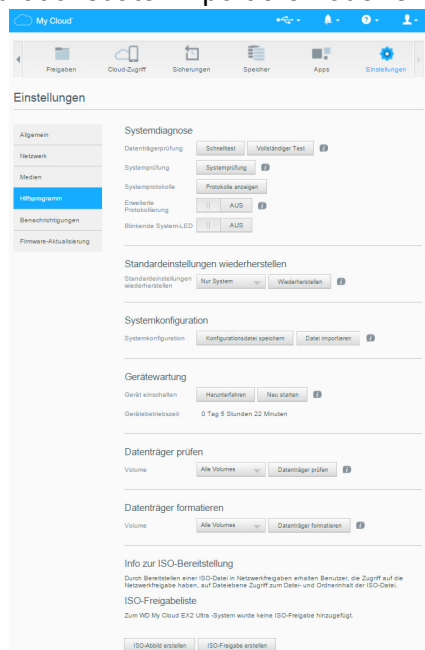 My Cloud
Freigaben
Cloud-Zugriff
Sicherungen
Speicher
Apps
Einstellungen
Einstellungen
Allgemein
Netzwerk
Medien
Hilfsprogramm
Benachrichtigungen
Firmware-Aktualisierung
Systemdiagnose
Datenträgerprüfung Schnelltest Vollständiger Test
Systemprüfung Systemprüfung
Systemprotokolle Protokolle anzeigen
Erweiterte
Protokollierung AUS
Blinkende System-LED AUS
Standardeinstellungen wiederherstellen
Standardeinstellungen
wiederherstellen Nur System Wiederherstellen
Systemkonfiguration
Systemkonfiguration Konfigurationsdatei speichern Datei importieren
Gerätewartung
Gerät einschalten Herunterfahren Neu starten
Gerätebetriebszeit 0 Tag 5 Stunden 22 Minuten
Datenträger prüfen
Volume Alle Volumes Datenträger prüfen
Datenträger formatieren
Volume Alle Volumes Datenträger formatieren
Info zur ISO-Bereitstellung
Durch Bereitstellen einer ISO-Datei in Netzwerkfreigaben erhalten Benutzer, die Zugriff auf die
Netzwerkfreigabe haben, auf Dateiebene Zugriff zum Datei- und Ordnerinhalt der ISO-Datei.
ISO-Freigabeliste
Zum WD My Cloud EX2 Ultra -System wurde keine ISO-Freigabe hinzugefügt.
ISO-Abbild erstellen ISO-Freigabe erstellen